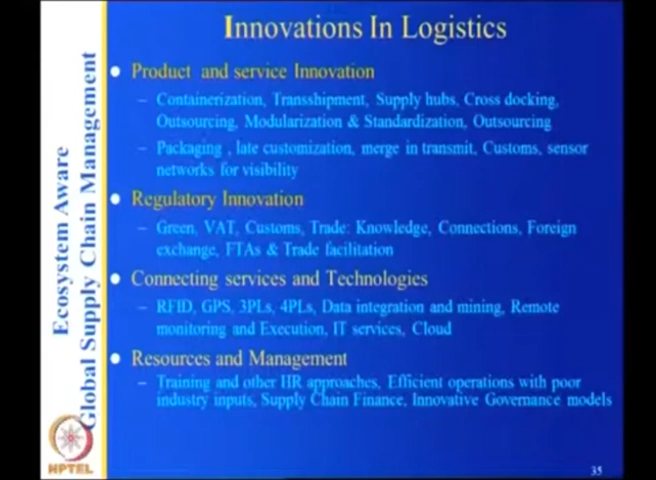 Innovations In Logistics
Product and service Innovation
– Containerization, Transshipment, Supply hubs, Cross docking,
Outsourcing, Modularization & Standardization, Outsourcing
– Packaging , late customization, merge in transmit, Customs, sensor
networks for visibility
Regulatory Innovation
– Green, VAT, Customs, Trade: Knowledge, Connections, Foreign
exchange, FTAs & Trade facilitation
Connecting services and Technologies
– RFID, GPS, 3PLs, 4PLs, Data integration and mining, Remote
monitoring and Execution, IT services, Cloud
Resources and Management
– Training and other HR approaches, Efficient operations with poor
industry inputs, Supply Chain Finance, Innovative Governance models
Ecosystem Aware
Global Supply Chain Management
NPTEL
35